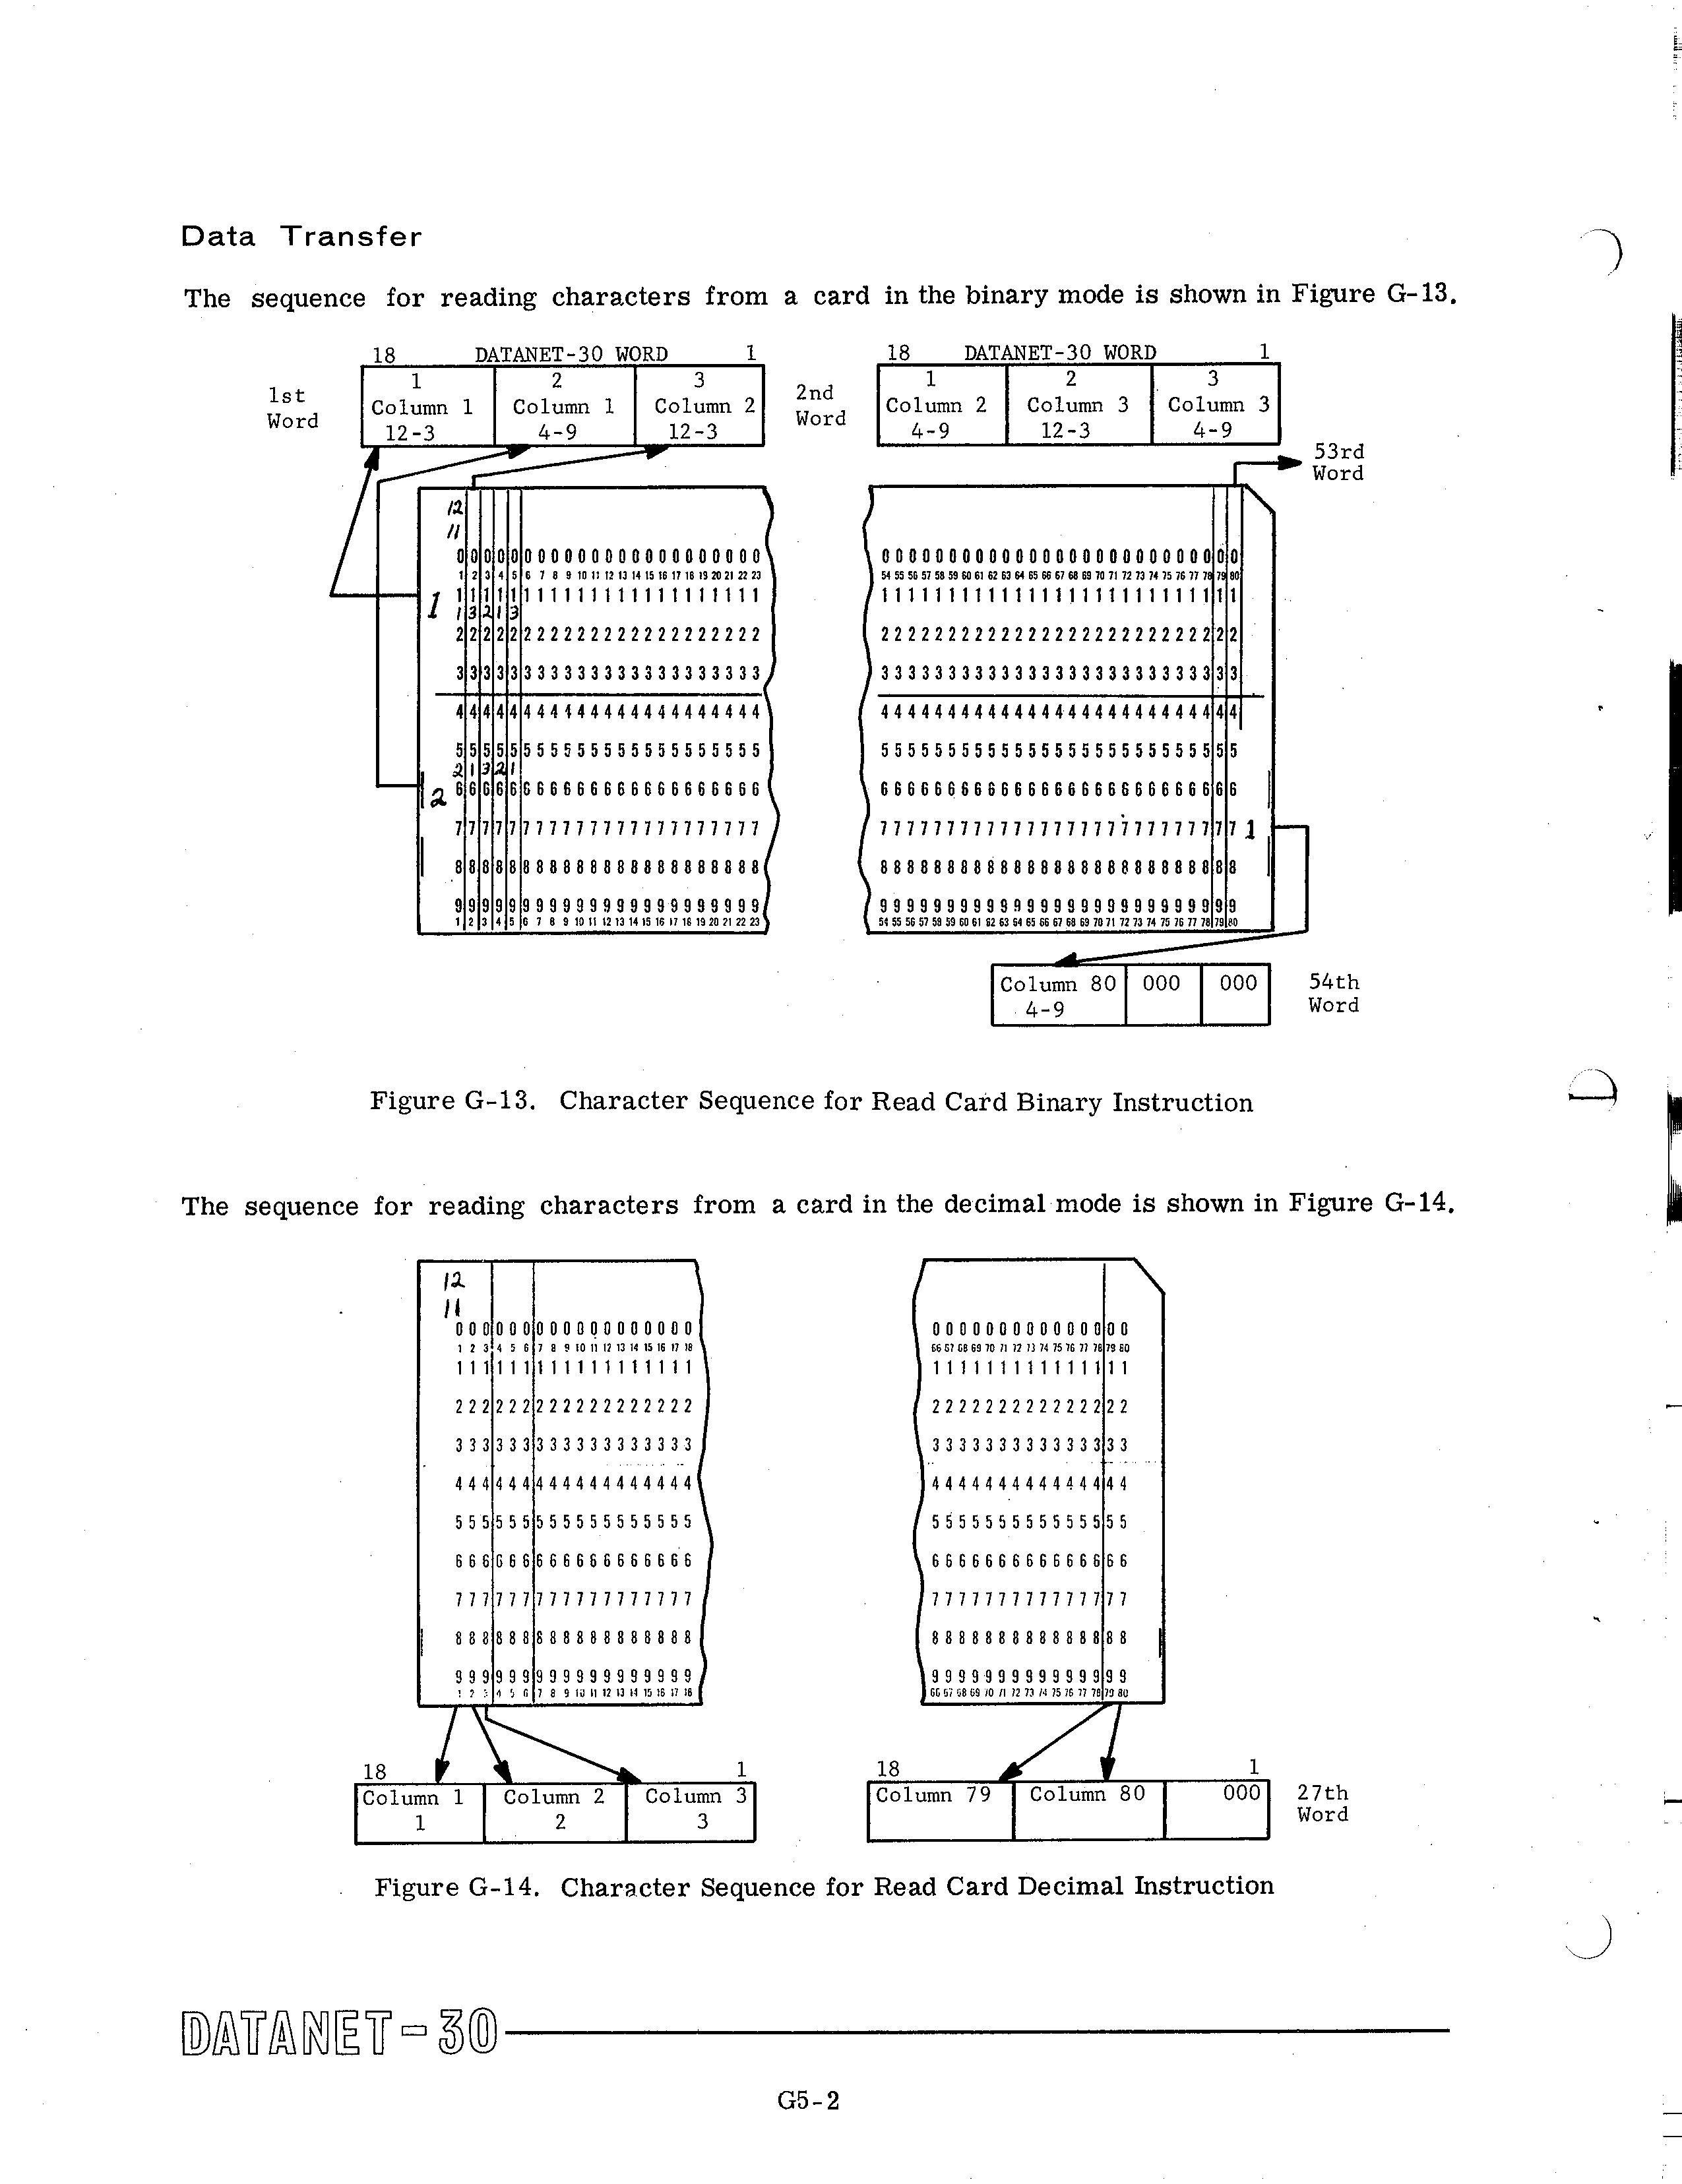 Data Transfer
The sequence for reading characters from a card in the binary mode is shown in Figure G-13.
18 DATANET-30 WORD 1
18 DATANET-30 WORD 1
1st Word
1 2 3
Column 1 Column 1 Column 2
12-3 4-9 12-3
2nd Word
1 2 3
Column 2 Column 3 Column 3
4-9 12-3 4-9
53rd
Word
12
11
0 0 0 0 0 0 0 0 0 0 0 0 0 0 0 0 0 0 0 0 0 0 0
1 2 3 4 5 6 7 8 9 10 11 12 13 14 15 16 17 18 19 20 21 22 23
1 1 1 1 1 1 1 1 1 1 1 1 1 1 1 1 1 1 1 1 1 1 1
1 1 3 2 1 3
2 2 2 2 2 2 2 2 2 2 2 2 2 2 2 2 2 2 2 2 2 2 2
3 3 3 3 3 3 3 3 3 3 3 3 3 3 3 3 3 3 3 3 3 3 3
4 4 4 4 4 4 4 4 4 4 4 4 4 4 4 4 4 4 4 4 4 4 4
5 5 5 5 5 5 5 5 5 5 5 5 5 5 5 5 5 5 5 5 5 5 5
2 1 3 2 1
2 6 6 6 6 6 6 6 6 6 6 6 6 6 6 6 6 6 6 6 6 6 6 6
7 7 7 7 7 7 7 7 7 7 7 7 7 7 7 7 7 7 7 7 7 7 7
8 8 8 8 8 8 8 8 8 8 8 8 8 8 8 8 8 8 8 8 8 8 8
9 9 9 9 9 9 9 9 9 9 9 9 9 9 9 9 9 9 9 9 9 9 9
1 2 3 4 5 6 7 8 9 10 11 12 13 14 15 16 17 18 19 20 21 22 23
0 0 0 0 0 0 0 0 0 0 0 0 0 0 0 0 0 0 0 0 0 0 0 0 0 0 0
54 55 56 57 58 59 60 61 62 63 64 65 66 67 68 69 70 71 72 73 74 75 76 77 78 79 80
1 1 1 1 1 1 1 1 1 1 1 1 1 1 1 1 1 1 1 1 1 1 1 1 1 1 1
2 2 2 2 2 2 2 2 2 2 2 2 2 2 2 2 2 2 2 2 2 2 2 2 2 2 2
3 3 3 3 3 3 3 3 3 3 3 3 3 3 3 3 3 3 3 3 3 3 3 3 3 3 3
4 4 4 4 4 4 4 4 4 4 4 4 4 4 4 4 4 4 4 4 4 4 4 4 4 4 4
5 5 5 5 5 5 5 5 5 5 5 5 5 5 5 5 5 5 5 5 5 5 5 5 5 5 5
6 6 6 6 6 6 6 6 6 6 6 6 6 6 6 6 6 6 6 6 6 6 6 6 6 6 6
7 7 7 7 7 7 7 7 7 7 7 7 7 7 7 7 7 7 7 7 7 7 7 7 7 7 7 1
8 8 8 8 8 8 8 8 8 8 8 8 8 8 8 8 8 8 8 8 8 8 8 8 8 8 8
9 9 9 9 9 9 9 9 9 9 9 9 9 9 9 9 9 9 9 9 9 9 9 9 9 9 9
54 55 56 57 58 59 60 61 62 63 64 65 66 67 68 69 70 71 72 73 74 75 76 77 78 79 80
Column 80 000 000
4-9
54th
Word
Figure G-13. Character Sequence for Read Card Binary Instruction
The sequence for reading characters from a card in the decimal mode is shown in Figure G-14.
12
11
0 0 0 0 0 0 0 0 0 0 0 0 0 0 0 0 0 0
1 2 3 4 5 6 7 8 9 10 11 12 13 14 15 16 17 18
1 1 1 1 1 1 1 1 1 1 1 1 1 1 1 1 1 1
2 2 2 2 2 2 2 2 2 2 2 2 2 2 2 2 2 2
3 3 3 3 3 3 3 3 3 3 3 3 3 3 3 3 3 3
4 4 4 4 4 4 4 4 4 4 4 4 4 4 4 4 4 4
5 5 5 5 5 5 5 5 5 5 5 5 5 5 5 5 5 5
6 6 6 6 6 6 6 6 6 6 6 6 6 6 6 6 6 6
7 7 7 7 7 7 7 7 7 7 7 7 7 7 7 7 7 7
8 8 8 8 8 8 8 8 8 8 8 8 8 8 8 8 8 8
9 9 9 9 9 9 9 9 9 9 9 9 9 9 9 9 9 9
1 2 3 4 5 6 7 8 9 10 11 12 13 14 15 16 17 18
0 0 0 0 0 0 0 0 0 0 0 0 0 0 0
66 67 68 69 70 71 72 73 74 75 76 77 78 79 80
1 1 1 1 1 1 1 1 1 1 1 1 1 1 1
2 2 2 2 2 2 2 2 2 2 2 2 2 2 2
3 3 3 3 3 3 3 3 3 3 3 3 3 3 3
4 4 4 4 4 4 4 4 4 4 4 4 4 4 4
5 5 5 5 5 5 5 5 5 5 5 5 5 5 5
6 6 6 6 6 6 6 6 6 6 6 6 6 6 6
7 7 7 7 7 7 7 7 7 7 7 7 7 7 7
8 8 8 8 8 8 8 8 8 8 8 8 8 8 8
9 9 9 9 9 9 9 9 9 9 9 9 9 9 9
66 67 68 69 70 71 72 73 74 75 76 77 78 79 80
18 1
Column 1 Column 2 Column 3
1 2 3
18 1
Column 79 Column 80 000
27th
Word
Figure G-14. Character Sequence for Read Card Decimal Instruction
DATANET-30
G5-2